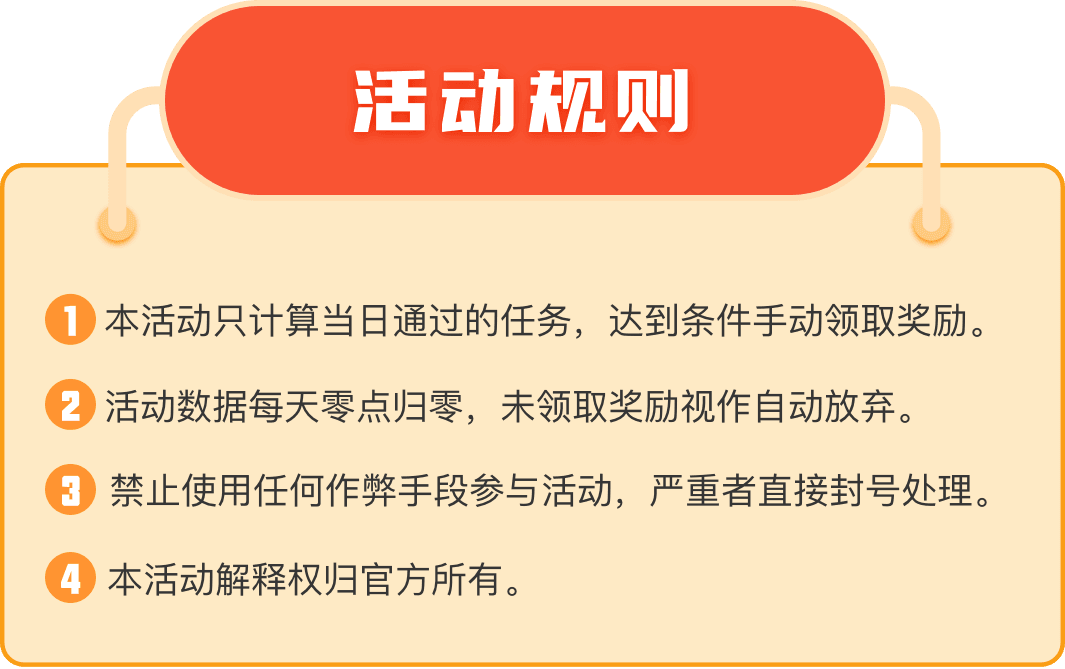 活动规则
1 本活动只计算当日通过的任务，达到条件手动领取奖励。
2 活动数据每天零点归零，未领取奖励视作自动放弃。
3 禁止使用任何作弊手段参与活动，严重者直接封号处理。
4 本活动解释权归官方所有。